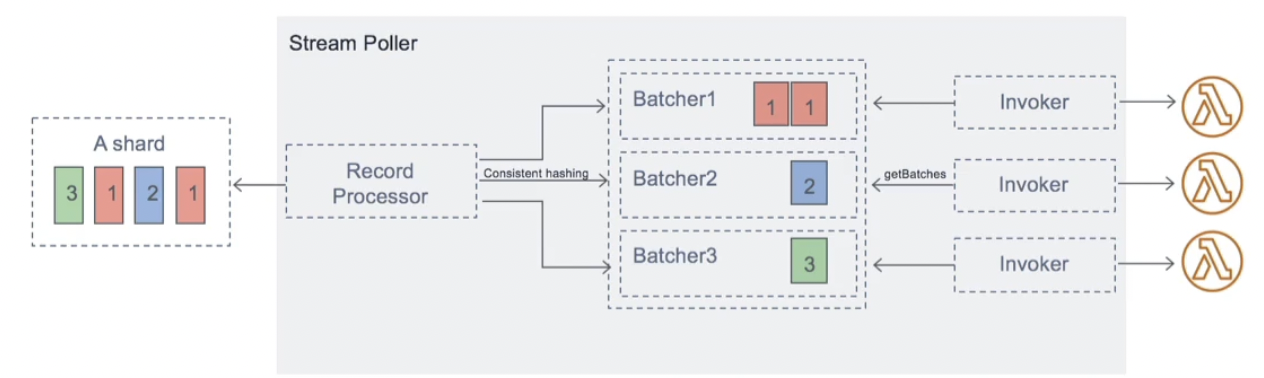 Stream Poller
A shard
3 1 2 1
Record
Processor
Consistent hashing
Batcher1
1 1
Batcher2
2
Batcher3
3
getBatches
Invoker
Invoker
Invoker